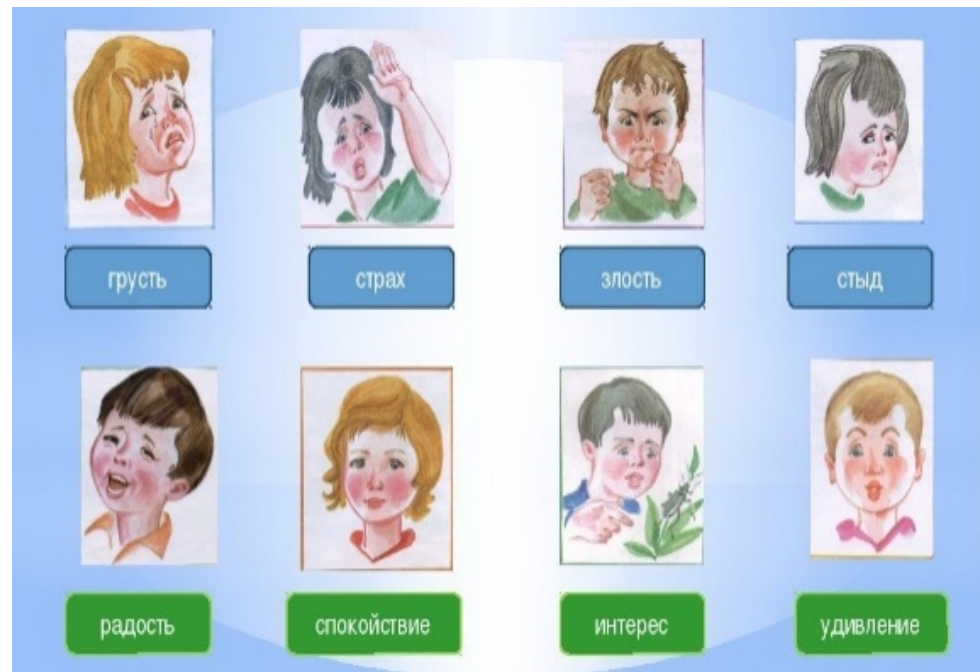 грусть
страх
злость
стыд
радость
спокойствие
интерес
удивление